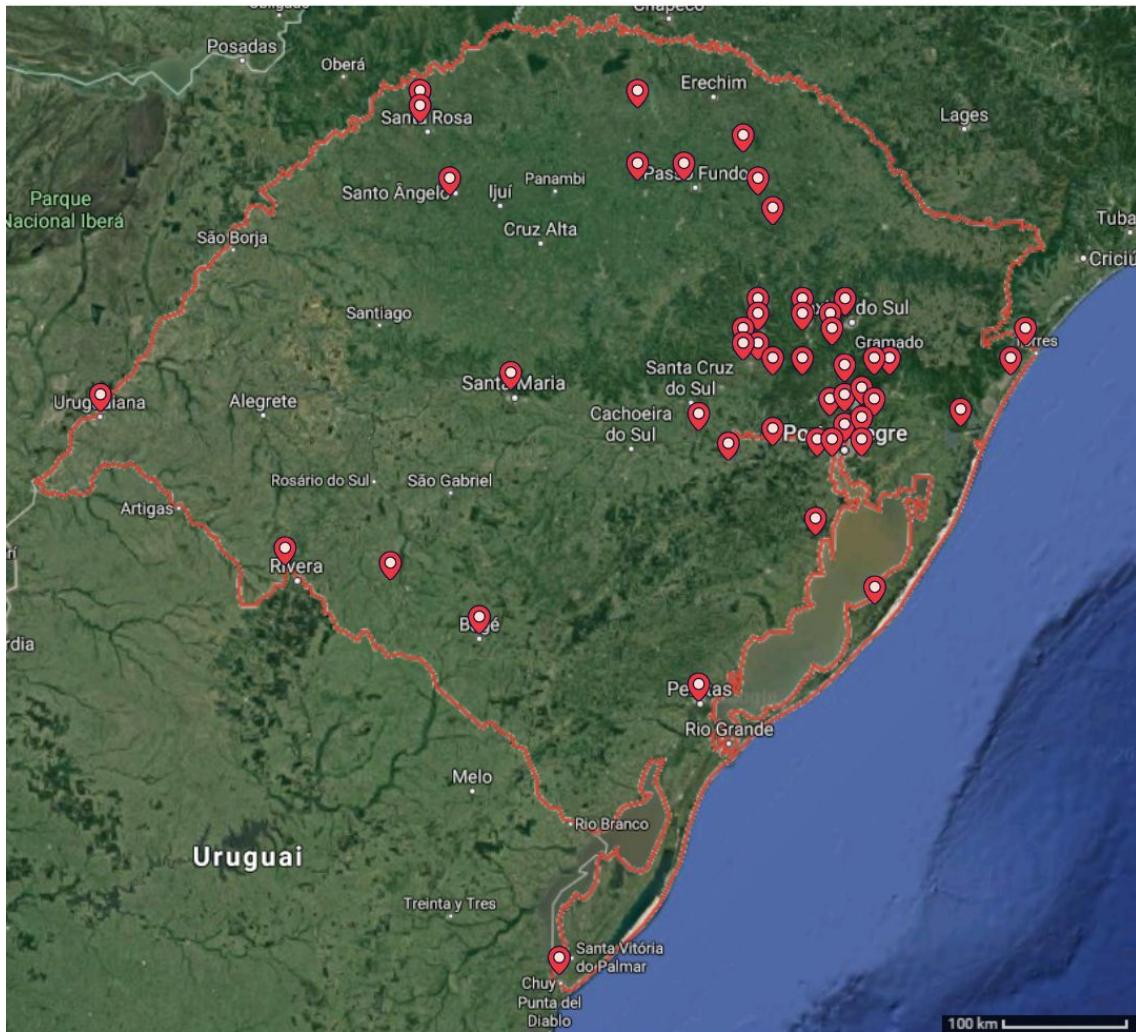 Chapecó
Posadas
Oberá
Erechim
Santa Rosa
Lages
Parque
Nacional Iberá
Santo Ângelo
Ijuí
Panambi
Passo Fundo
Tuba
Cruz Alta
São Borja
Criciú
Santiago
do Sul
Gramado
Torres
Santa Cruz
do Sul
Santa Maria
Uruguaiana
Alegrete
Cachoeira
do Sul
Porto Alegre
Rosário do Sul
São Gabriel
Artigas
Rivera
Bagé
rdia
Pelotas
Rio Grande
Melo
Rio Branco
Uruguai
Treinta y Tres
Santa Vitória
do Palmar
Chuy
Punta del
Diablo
100 km